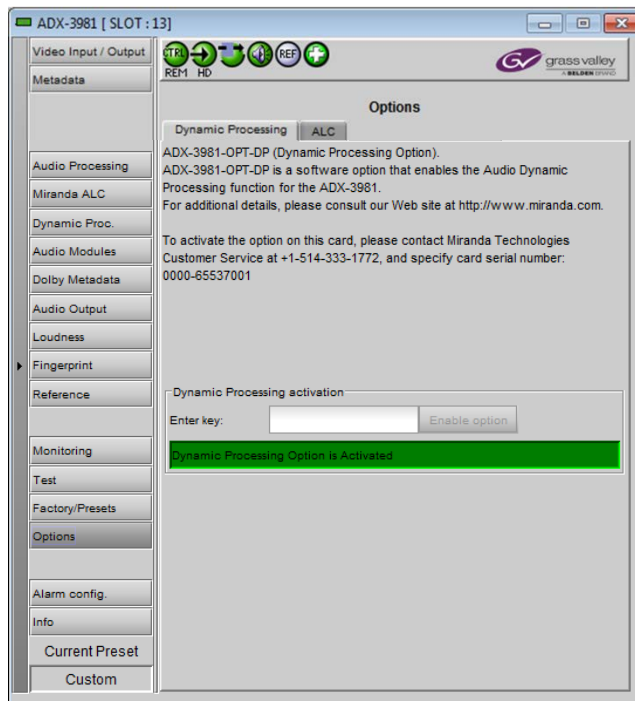 ADX-3981 [ SLOT : 13]
Video Input / Output
Metadata
Audio Processing
Miranda ALC
Dynamic Proc.
Audio Modules
Dolby Metadata
Audio Output
Loudness
Fingerprint
Reference
Monitoring
Test
Factory/Presets
Options
Alarm config.
Info
Current Preset
Custom
CTRL
REF
REM HD
GV
grass valley
A BELDEN BRAND
Options
Dynamic Processing
ALC
ADX-3981-OPT-DP (Dynamic Processing Option).
ADX-3981-OPT-DP is a software option that enables the Audio Dynamic
Processing function for the ADX-3981.
For additional details, please consult our Web site at http://www.miranda.com.
To activate the option on this card, please contact Miranda Technologies
Customer Service at +1-514-333-1772, and specify card serial number:
0000-65537001
Dynamic Processing activation
Enter key:
Enable option
Dynamic Processing Option is Activated